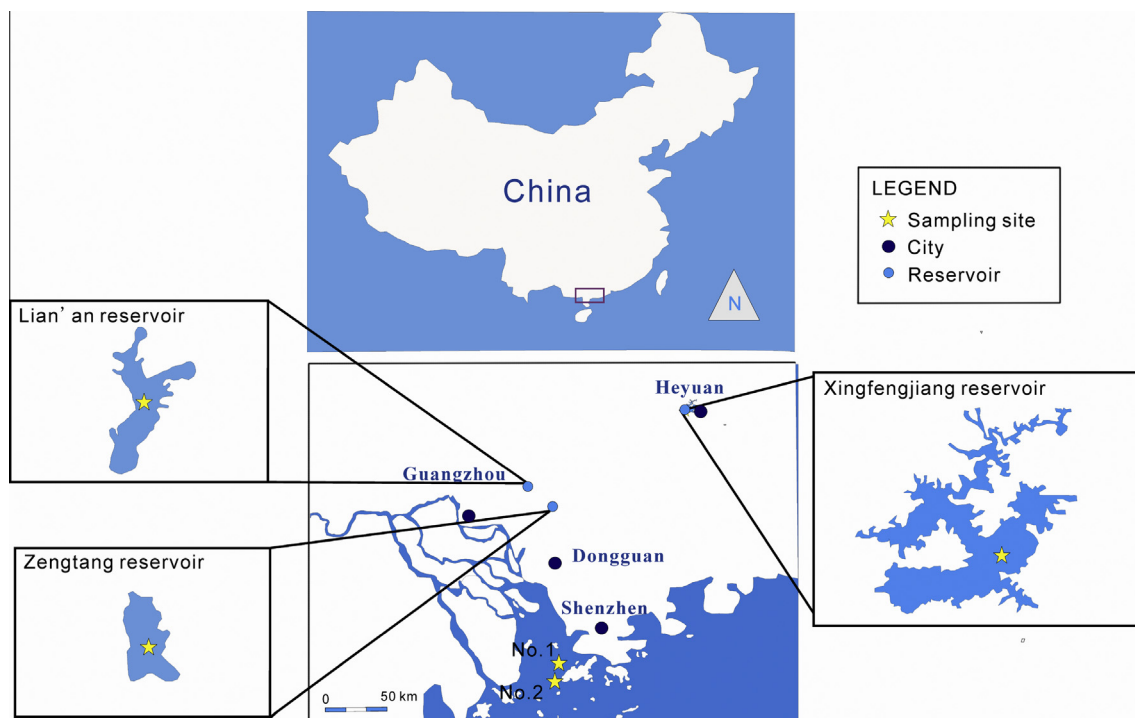 China
N
LEGEND
Sampling site
City
Reservoir
Lian' an reservoir
Heyuan
Xingfengjiang reservoir
Guangzhou
Zengtang reservoir
Dongguan
Shenzhen
No.1
No.2
0 50 km